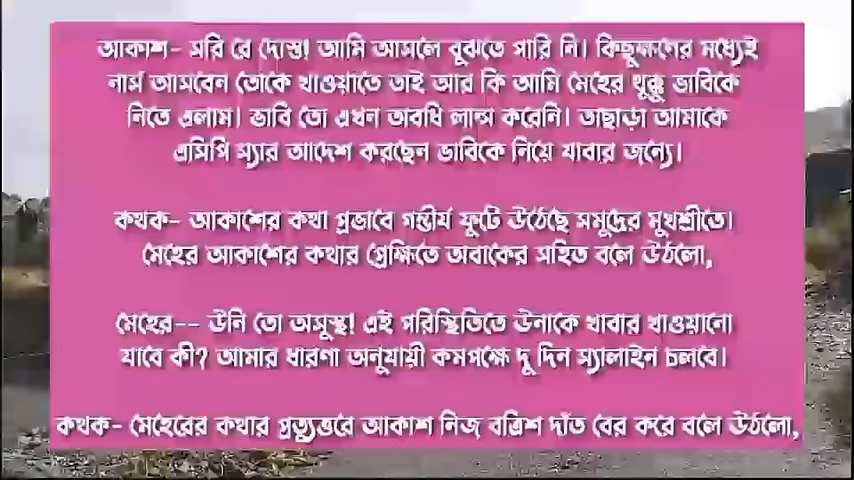 আকাশ- সরি রে দোস্ত! আমি আসলে বুঝতে পারি নি। কিছুক্ষনের মধ্যেই
নার্স আসবেন তোকে খাওয়াতে তাই আর কি আমি মেহের থুক্কু ভাবিকে
নিতে এলাম। ভাবি তো এখন অবধি লান্স করেনি। তাছাড়া আমাকে
এসিপি স্যার আদেশ করছেন ভাবিকে নিয়ে যাবার জন্যে।
কথক- আকাশের কথা প্রভাবে গম্ভীর্য ফুটে উঠেছে সমুদ্রের মুখশ্রীতে।
মেহের আকাশের কথার প্রেক্ষিতে অবাকের সহিত বলে উঠলো,
মেহের-- উনি তো অসুস্থ! এই পরিস্থিতিতে উনাকে খাবার খাওয়ানো
যাবে কী? আমার ধারণা অনুযায়ী কমপক্ষে দু দিন স্যালাইন চলবে।
কথক- মেহেরের কথার প্রত্যুত্তরে আকাশ নিজ বত্রিশ দাঁত বের করে বলে উঠলো,